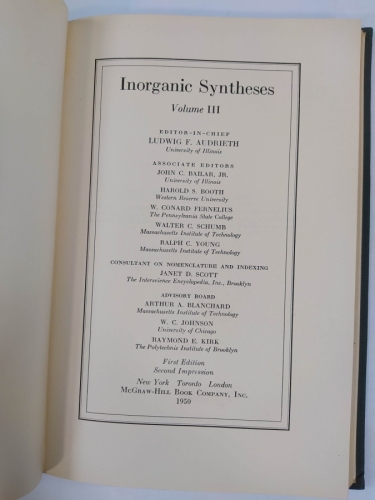 Inorganic Syntheses
Volume III
EDITOR-IN-CHIEF
LUDWIG F. AUDRIETH
University of Illinois
ASSOCIATE EDITORS
JOHN C. BAILAR, JR.
University of Illinois
HAROLD S. BOOTH
Western Reserve University
W. CONARD FERNELIUS
The Pennsylvania State College
WALTER C. SCHUMB
Massachusetts Institute of Technology
RALPH C. YOUNG
Massachusetts Institute of Technology
CONSULTANT ON NOMENCLATURE AND INDEXING
JANET D. SCOTT
The Interscience Encyclopedia, Inc., Brooklyn
ADVISORY BOARD
ARTHUR A. BLANCHARD
Massachusetts Institute of Technology
W. C. JOHNSON
University of Chicago
RAYMOND E. KIRK
The Polytechnic Institute of Brooklyn
First Edition
Second Impression
New York Toronto London
McGRAW-HILL BOOK COMPANY, INC.
1950